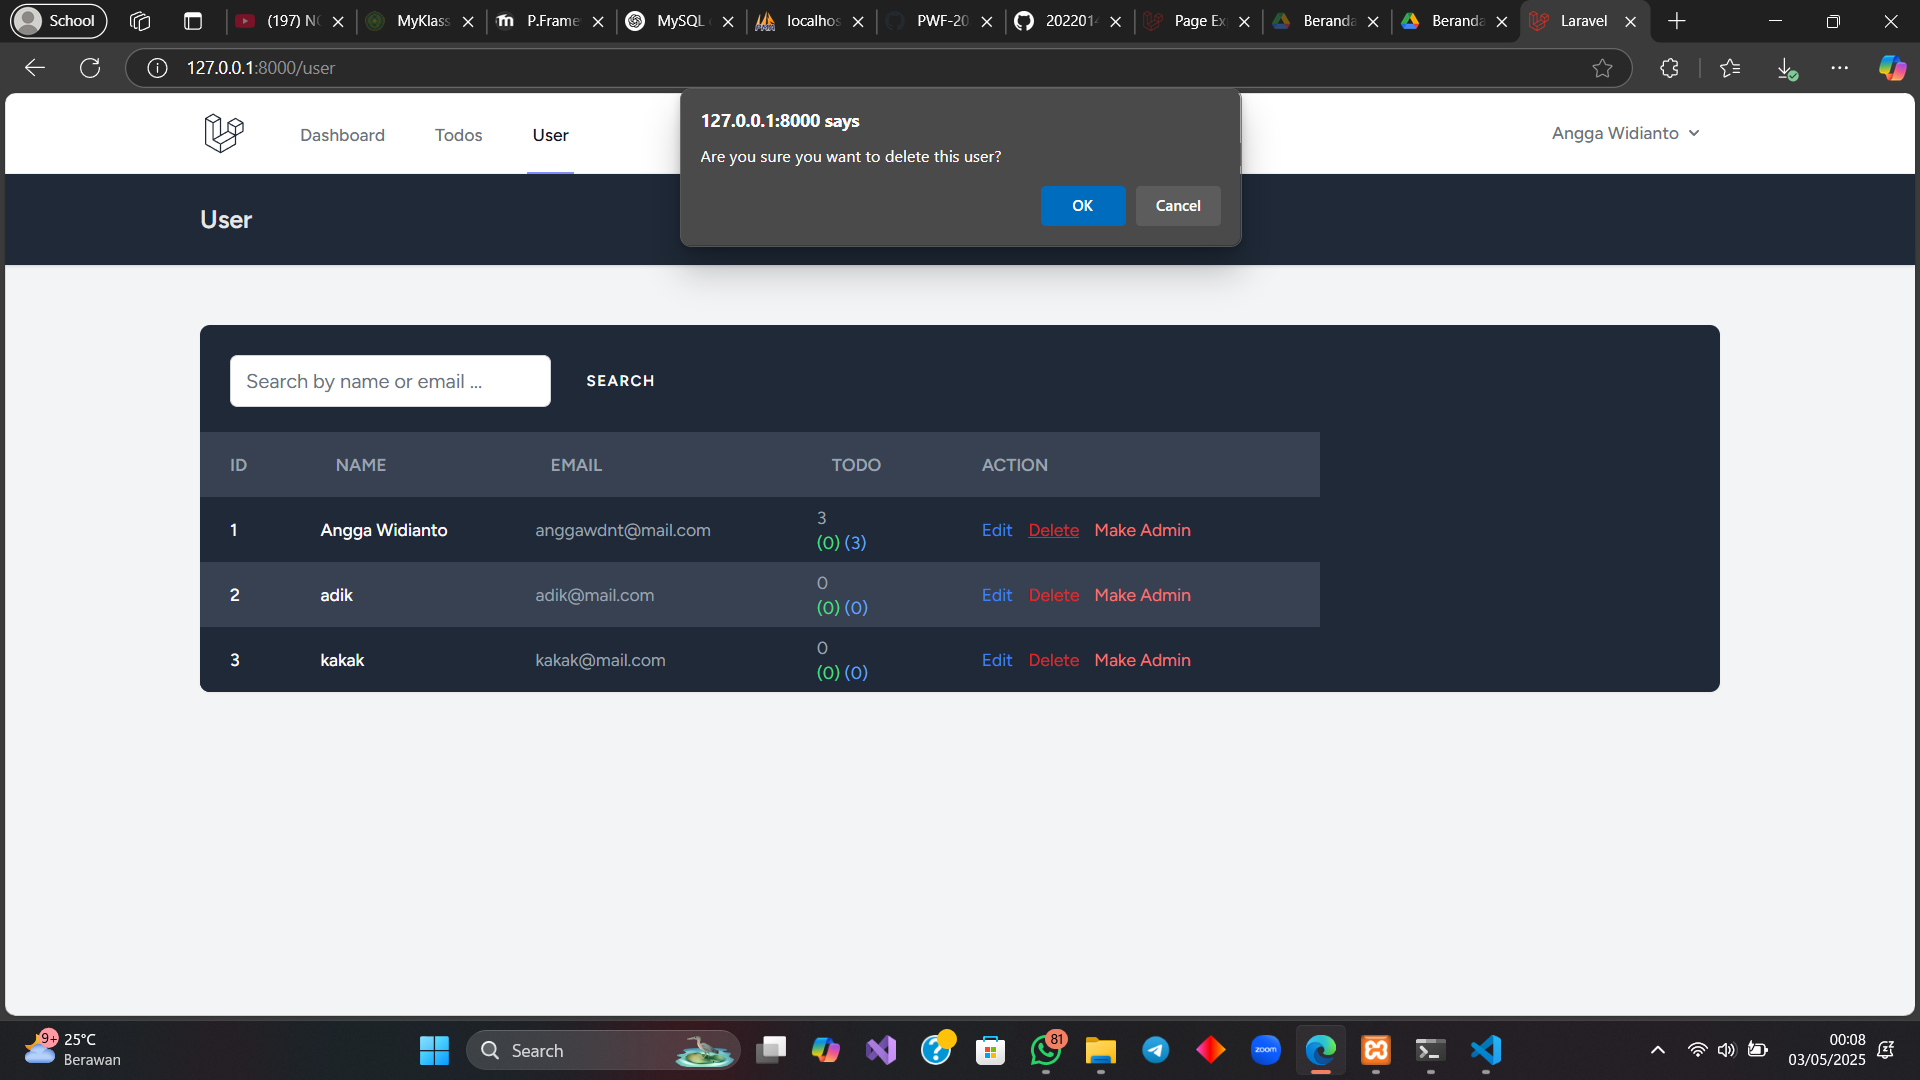 School
(197) NC
MyKlass
P.Frame
MySQL
localhos
PWF-20
202201
Page Ex
Beranda
Beranda
Laravel
127.0.0.1:8000/user
127.0.0.1:8000 says
Are you sure you want to delete this user?
OK Cancel
Dashboard Todos User
Angga Widianto
User
Search by name or email ...
SEARCH
ID NAME EMAIL TODO ACTION
1 Angga Widianto anggawdnt@mail.com 3
(0) (3)
Edit Delete Make Admin
2 adik adik@mail.com 0
(0) (0)
Edit Delete Make Admin
3 kakak kakak@mail.com 0
(0) (0)
Edit Delete Make Admin
9+
25°C
Berawan
Search
81
zoom
00:08
03/05/2025